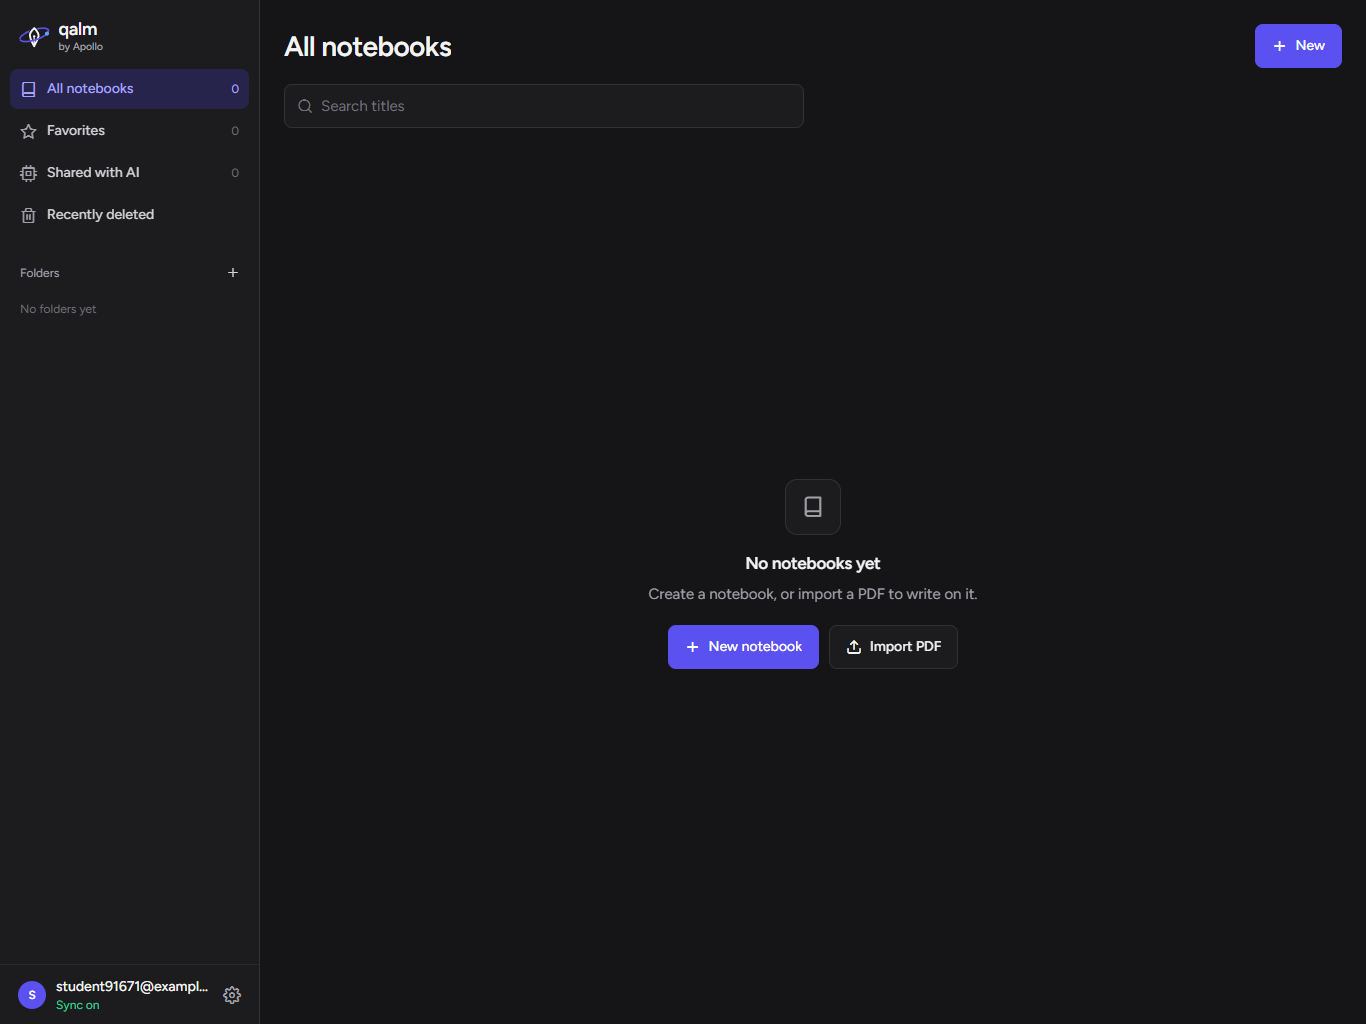 qalm
by Apollo
All notebooks 0
Favorites 0
Shared with AI 0
Recently deleted
Folders
No folders yet
student91671@exampl...
S
Sync on
All notebooks
New
Search titles
No notebooks yet
Create a notebook, or import a PDF to write on it.
New notebook
Import PDF